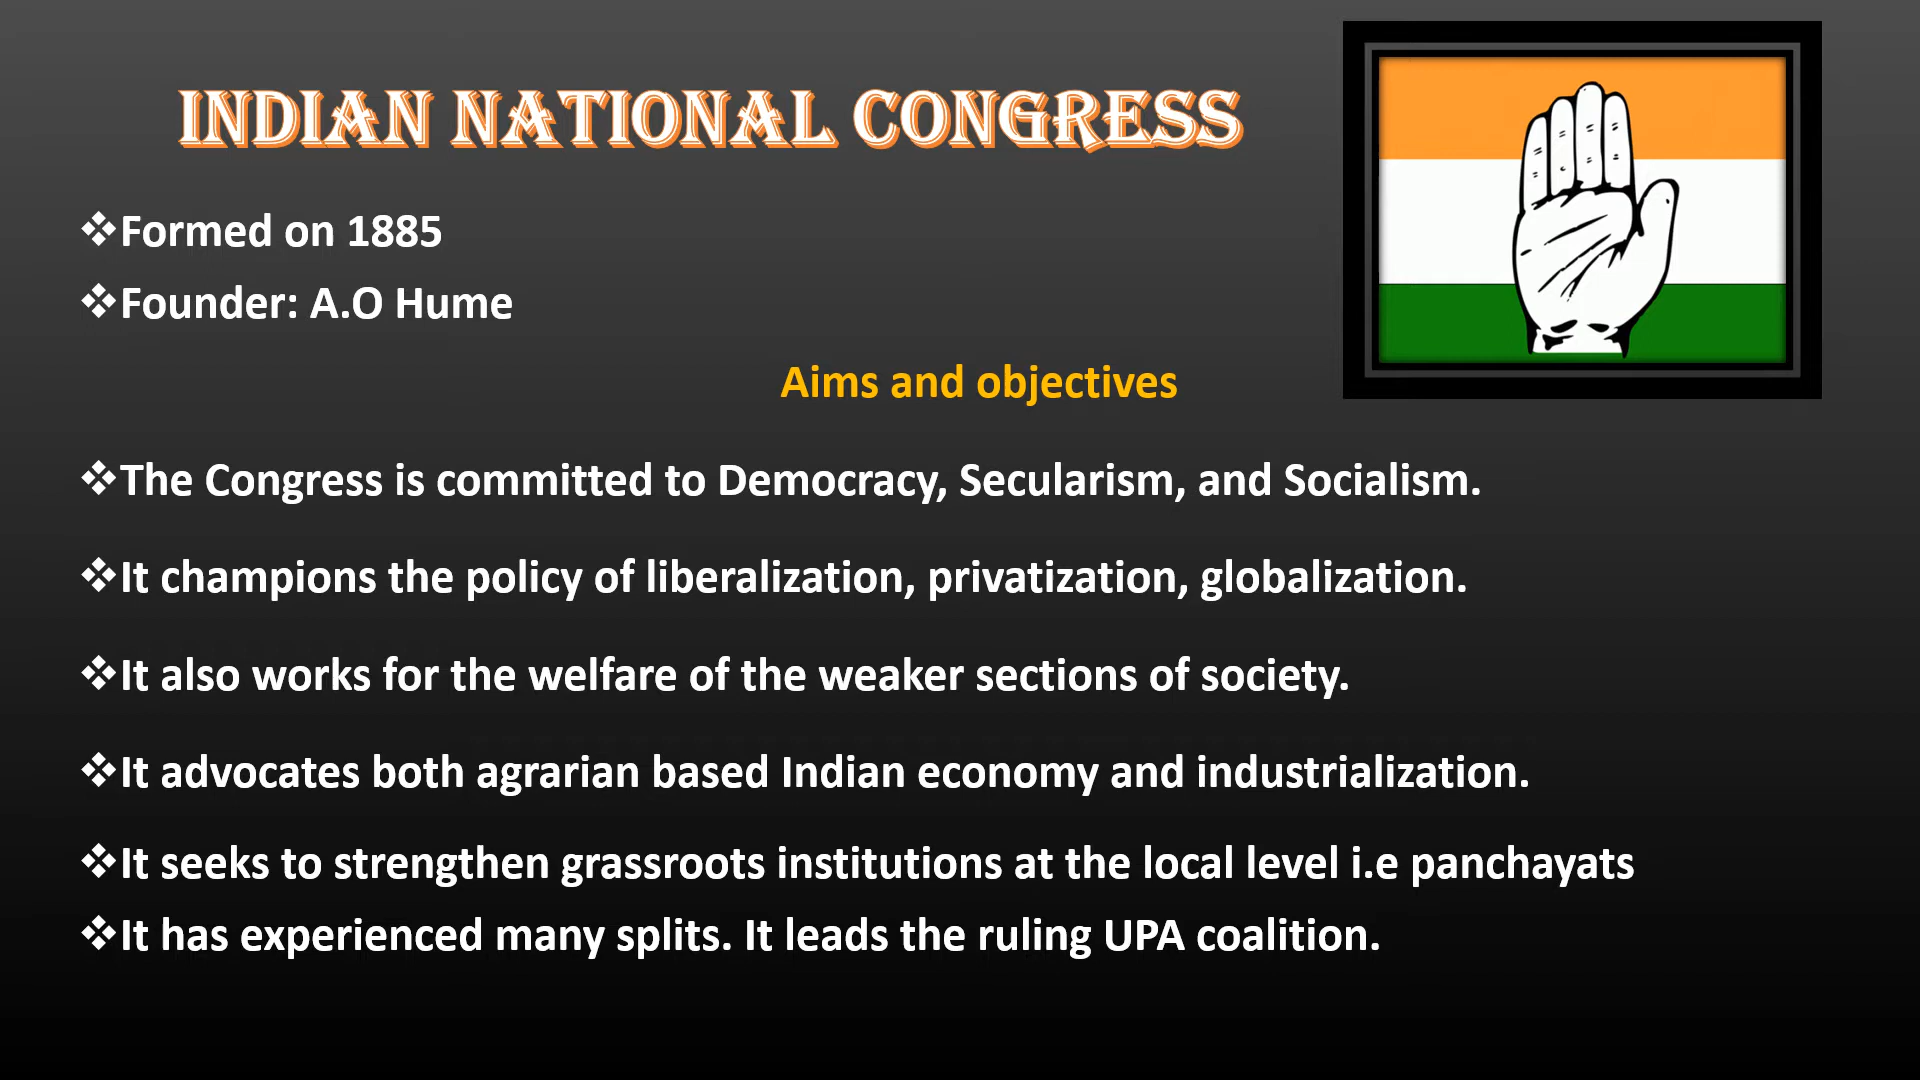 INDIAN NATIONAL CONGRESS
❖Formed on 1885
❖Founder: A.O Hume
Aims and objectives
❖The Congress is committed to Democracy, Secularism, and Socialism.
❖It champions the policy of liberalization, privatization, globalization.
❖It also works for the welfare of the weaker sections of society.
❖It advocates both agrarian based Indian economy and industrialization.
❖It seeks to strengthen grassroots institutions at the local level i.e panchayats
❖It has experienced many splits. It leads the ruling UPA coalition.